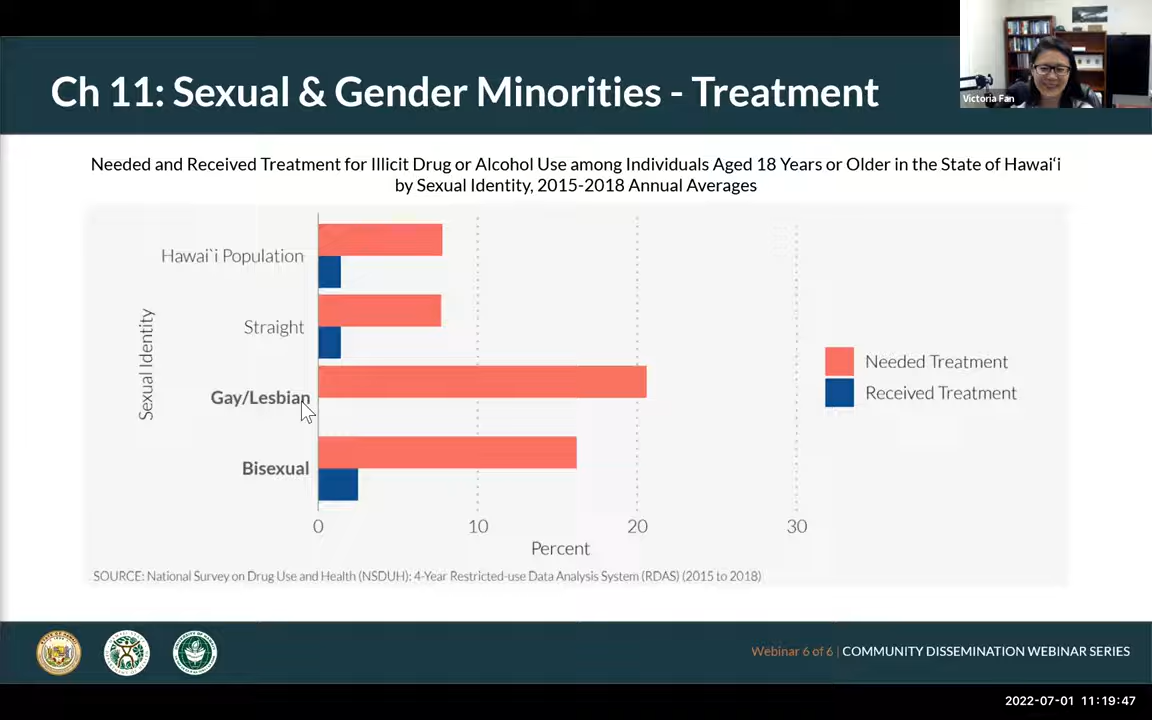 Ch 11: Sexual & Gender Minorities - Treatment
Victoria Fan
Needed and Received Treatment for Illicit Drug or Alcohol Use among Individuals Aged 18 Years or Older in the State of Hawaiʻi
by Sexual Identity, 2015-2018 Annual Averages
Sexual Identity
Hawai`i Population
Straight
Gay/Lesbian
Bisexual
Needed Treatment
Received Treatment
0 10 20 30
Percent
SOURCE: National Survey on Drug Use and Health (NSDUH): 4-Year Restricted-use Data Analysis System (RDAS) (2015 to 2018)
Webinar 6 of 6 | COMMUNITY DISSEMINATION WEBINAR SERIES
2022-07-01 11:19:47